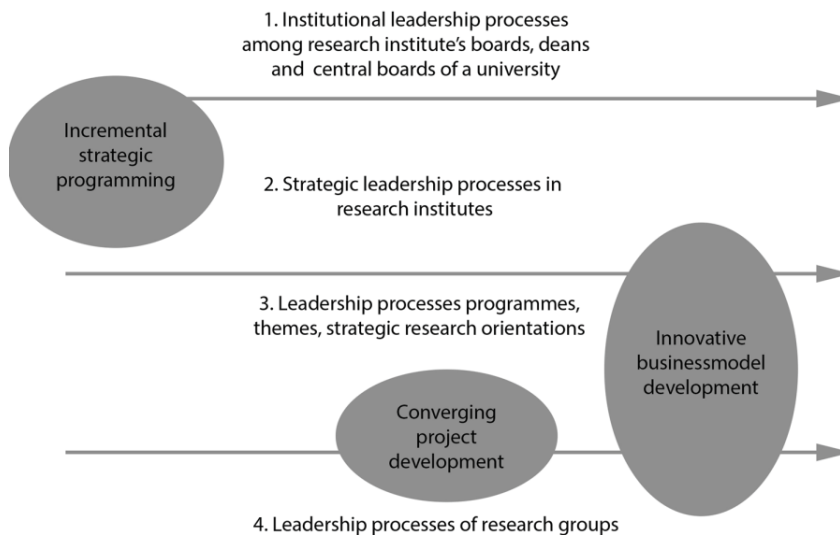 1. Institutional leadership processes
among research institute's boards, deans
and central boards of a university
Incremental
strategic
programming
2. Strategic leadership processes in
research institutes
3. Leadership processes programmes,
themes, strategic research orientations
Innovative
businessmodel
development
Converging
project
development
4. Leadership processes of research groups